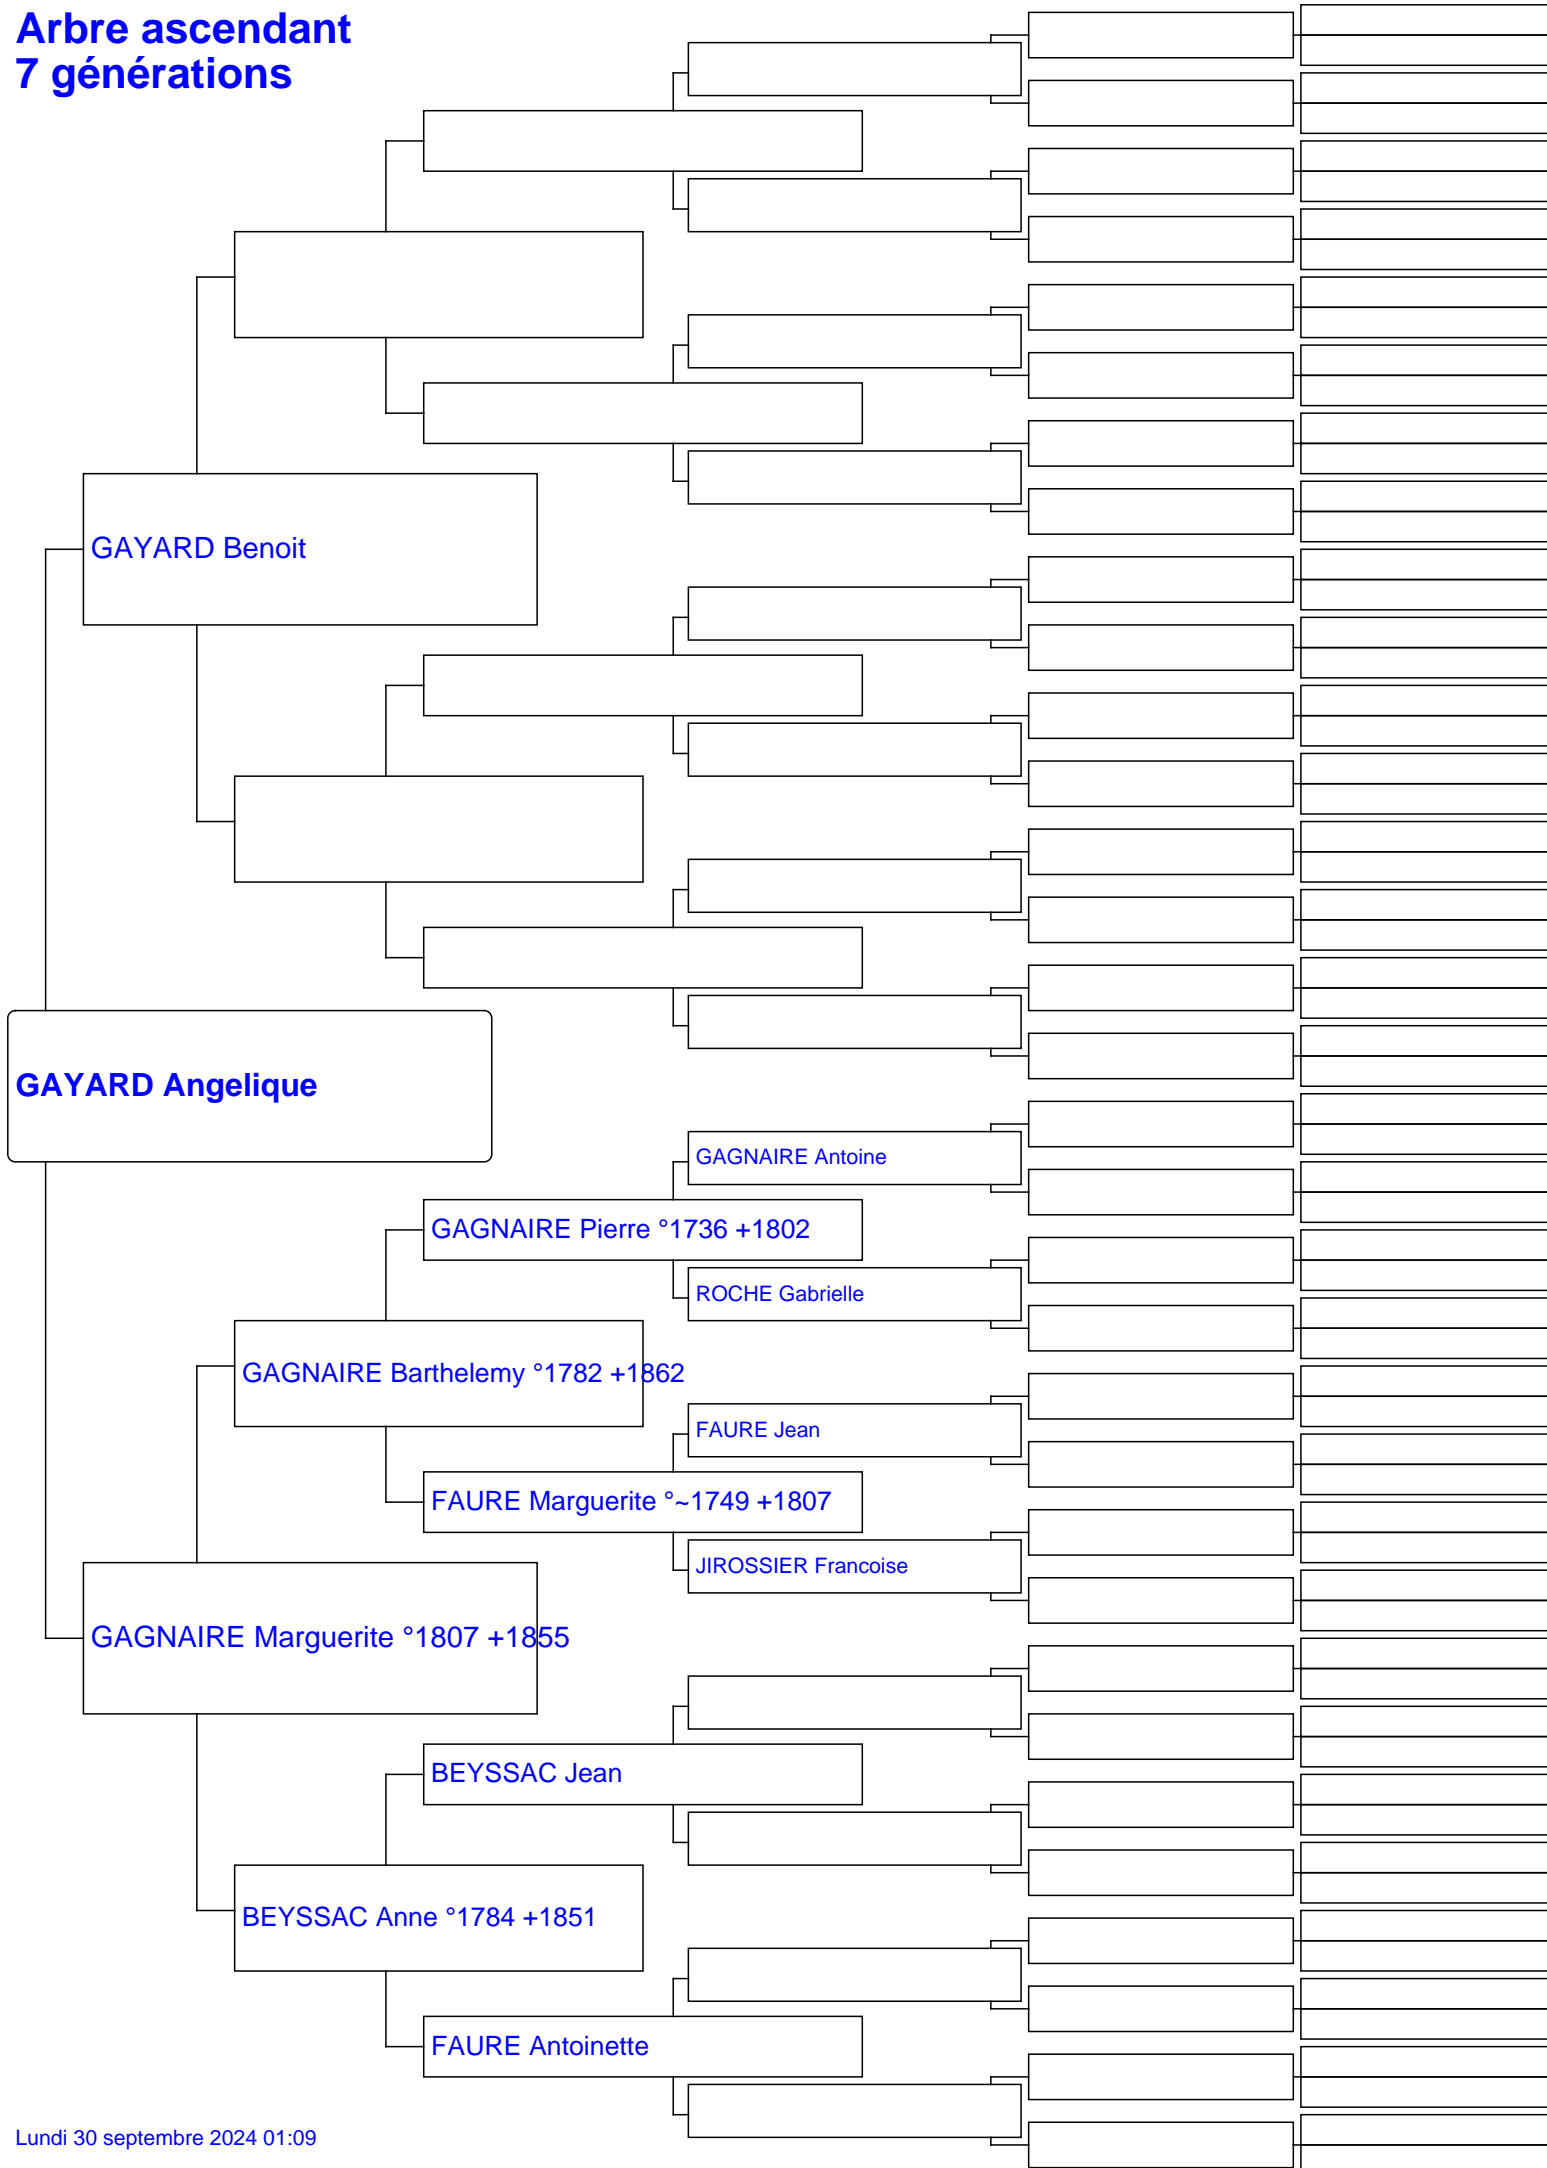 Arbre ascendant
7 générations
GAYARD Benoit
GAYARD Angelique
GAGNAIRE Antoine
GAGNAIRE Pierre °1736 +1802
ROCHE Gabrielle
GAGNAIRE Barthelemy °1782 +1862
FAURE Jean
FAURE Marguerite °~1749 +1807
JIROSSIER Francoise
GAGNAIRE Marguerite °1807 +1855
BEYSSAC Jean
BEYSSAC Anne °1784 +1851
FAURE Antoinette
Lundi 30 septembre 2024 01:09